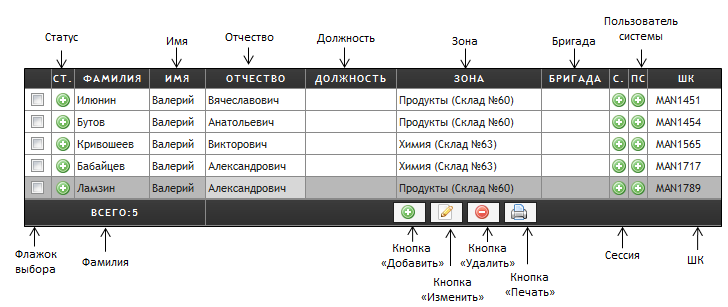 Пользователь
системы
Статус
Имя
Отчество
Должность
Зона
Бригада
СТ. ФАМИЛИЯ ИМЯ ОТЧЕСТВО ДОЛЖНОСТЬ ЗОНА БРИГАДА С. ПС ШК
Илюнин Валерий Вячеславович Продукты (Склад №60) MAN1451
Бутов Валерий Анатольевич Продукты (Склад №60) MAN1454
Кривошеев Валерий Викторович Химия (Склад №63) MAN1565
Бабайцев Валерий Александрович Химия (Склад №63) MAN1717
Ламзин Валерий Александрович Продукты (Склад №60) MAN1789
ВСЕГО:5
Флажок
выбора
Фамилия
Кнопка
«Добавить»
Кнопка
«Изменить»
Кнопка
«Удалить»
Кнопка
«Печать»
Сессия
ШК